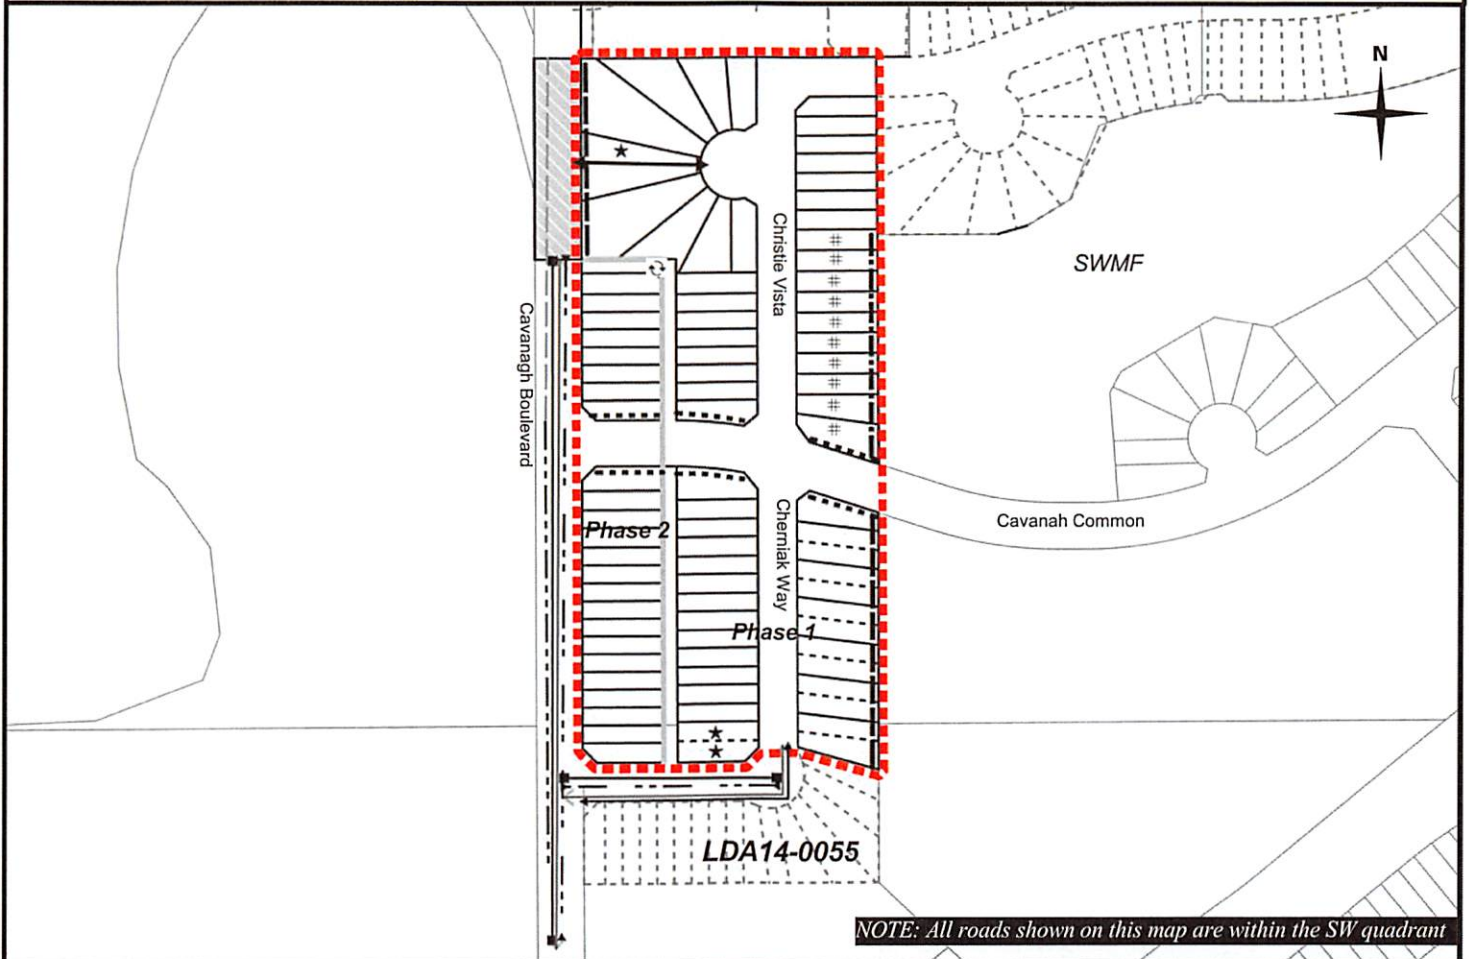 N
Christie Vista
SWMF
Cavanagh Boulevard
Cavanah Common
Phase 2
Cherniak Way
Phase 1
LDA14-0055
NOTE: All roads shown on this map are within the SW quadrant